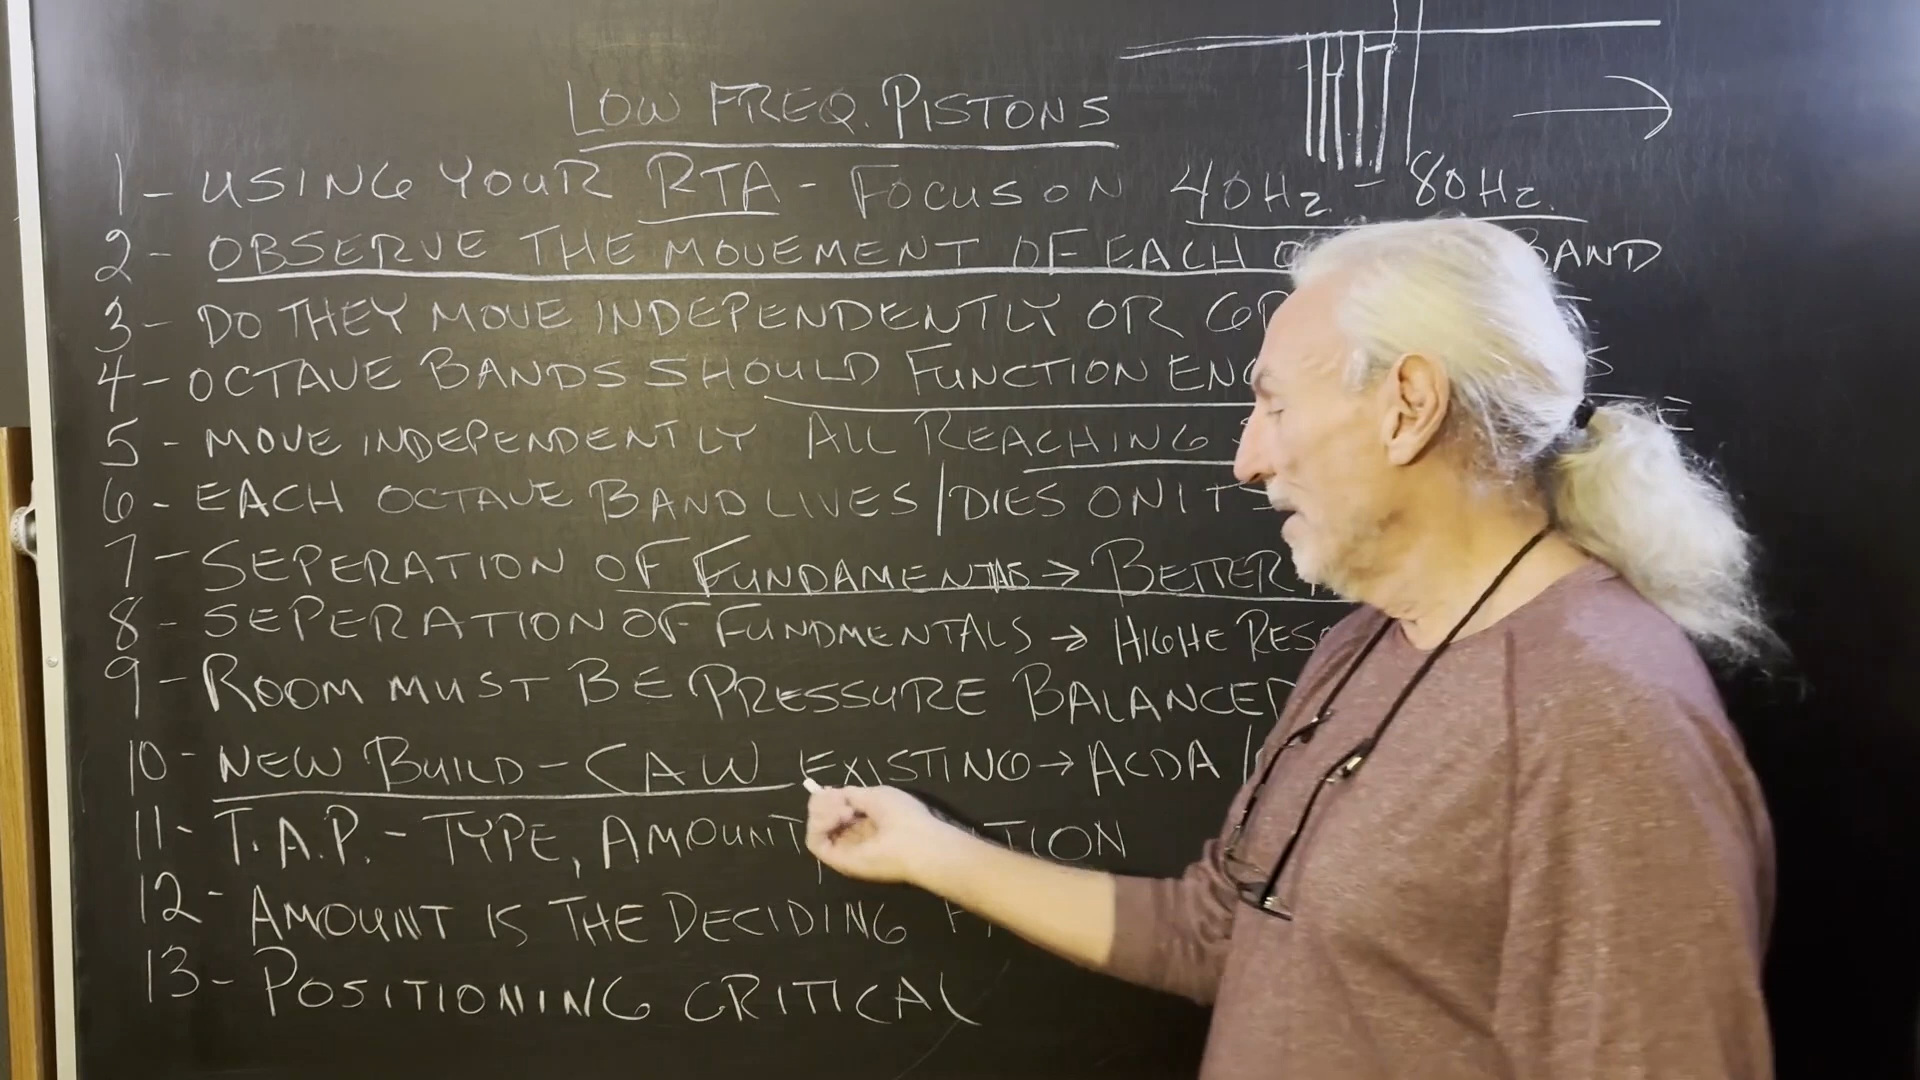 LOW FREQ. PISTONS
1- USING YOUR RTA - FOCUS ON 40Hz - 80Hz.
2- OBSERVE THE MOVEMENT OF EACH BAND
3- DO THEY MOVE INDEPENDENTLY OR
4- OCTAVE BANDS SHOULD FUNCTION
5- MOVE INDEPENDENTLY ALL REACHING
6- EACH OCTAVE BAND LIVES/DIES ON ITS
7- SEPERATION OF FUNDAMENTALS → BETTER
8- SEPERATION OF FUNDMENTALS → HIGHE
9- ROOM MUST BE PRESSURE BALANCED
10- NEW BUILD - CAW EXISTING → ACDA /
11- T.A.P. - TYPE, AMOUNT,
12- AMOUNT IS THE DECIDING
13- POSITIONING CRITICAL